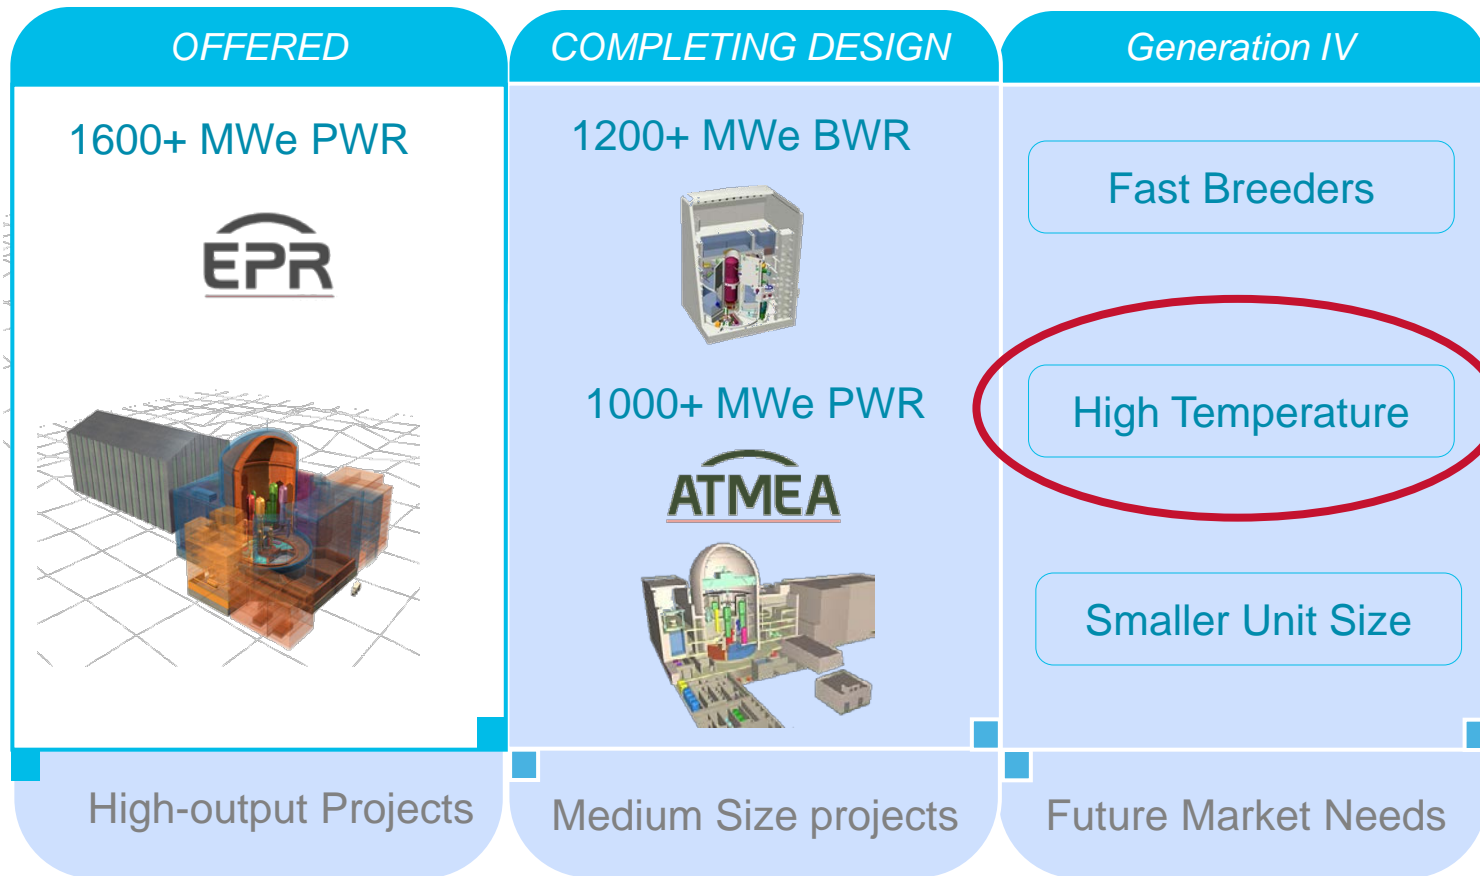 OFFERED
1600+ MWe PWR
EPR
High-output Projects
COMPLETING DESIGN
1200+ MWe BWR
1000+ MWe PWR
ATMEA
Medium Size projects
Generation IV
Fast Breeders
High Temperature
Smaller Unit Size
Future Market Needs